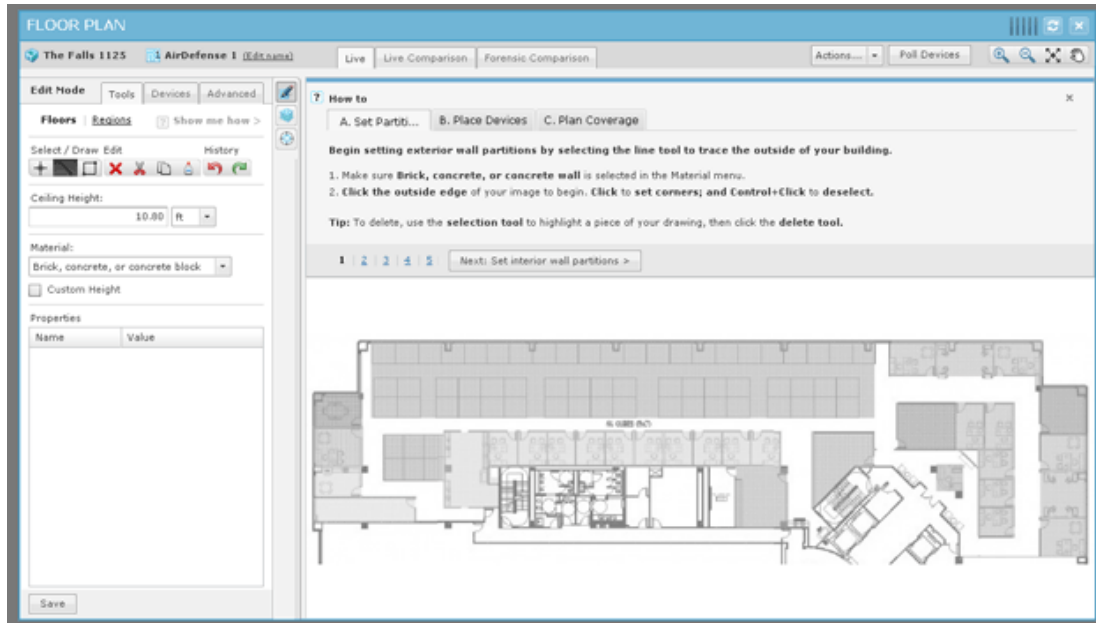 FLOOR PLAN
The Falls 1125
1 AirDefense 1 (Edit name)
Live
Live Comparison
Forensic Comparison
Actions...
Poll Devices
Edit Mode
Tools
Devices
Advanced
Floors | Regions
? Show me how >
Select / Draw Edit
History
Ceiling Height:
10.80 ft
Material:
Brick, concrete, or concrete block
Custom Height
Properties
Name
Value
Save
? How to
A. Set Partiti...
B. Place Devices
C. Plan Coverage
Begin setting exterior wall partitions by selecting the line tool to trace the outside of your building.
1. Make sure Brick, concrete, or concrete wall is selected in the Material menu.
2. Click the outside edge of your image to begin. Click to set corners; and Control+Click to deselect.
Tip: To delete, use the selection tool to highlight a piece of your drawing, then click the delete tool.
1 | 2 | 3 | 4 | 5
Next: Set interior wall partitions >